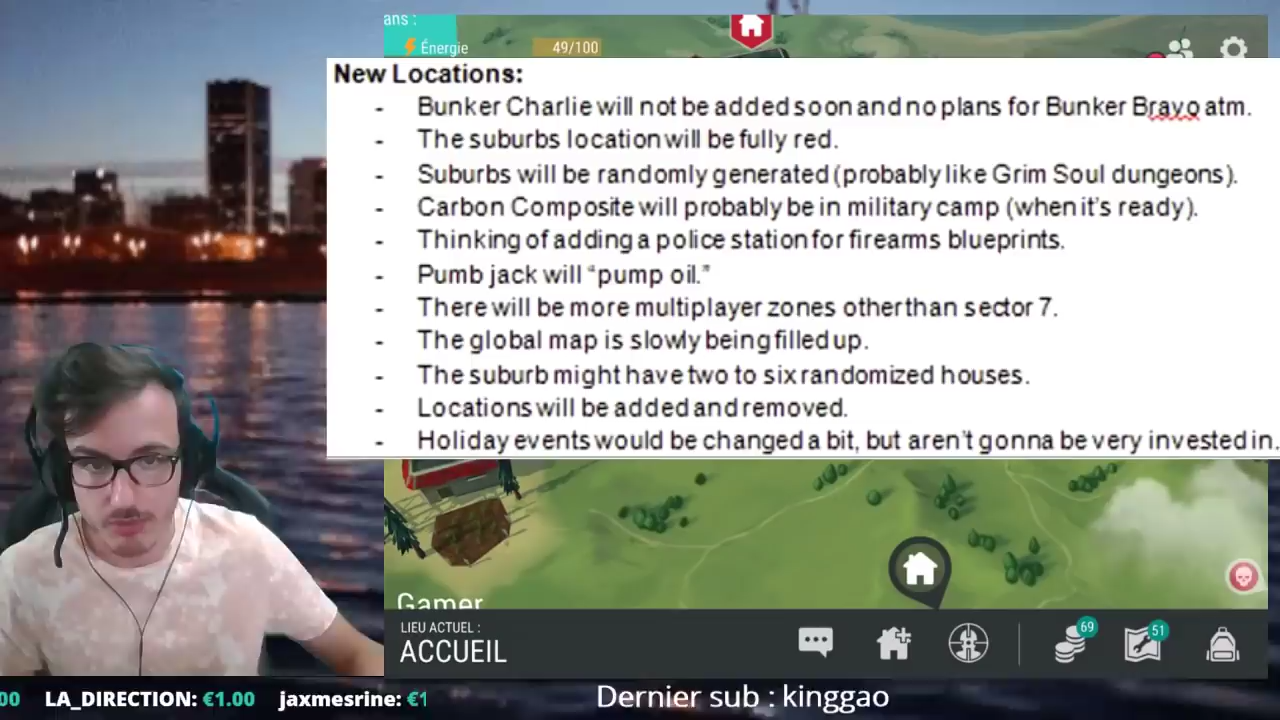 ans :
Énergie
49/100
New Locations:
- Bunker Charlie will not be added soon and no plans for Bunker Bravo atm.
- The suburbs location will be fully red.
- Suburbs will be randomly generated (probably like Grim Soul dungeons).
- Carbon Composite will probably be in military camp (when it's ready).
- Thinking of adding a police station for firearms blueprints.
- Pumb jack will “pump oil.”
- There will be more multiplayer zones other than sector 7.
- The global map is slowly being filled up.
- The suburb might have two to six randomized houses.
- Locations will be added and removed.
- Holiday events would be changed a bit, but aren't gonna be very invested in.
Gamer
LIEU ACTUEL :
ACCUEIL
69
51
00 LA_DIRECTION: €1.00 jaxmesrine: €1
Dernier sub : kinggao